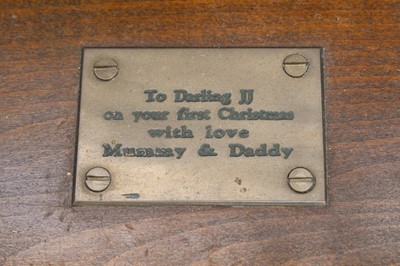 To Darling JJ
on your first Christmas
with love
Mummy & Daddy